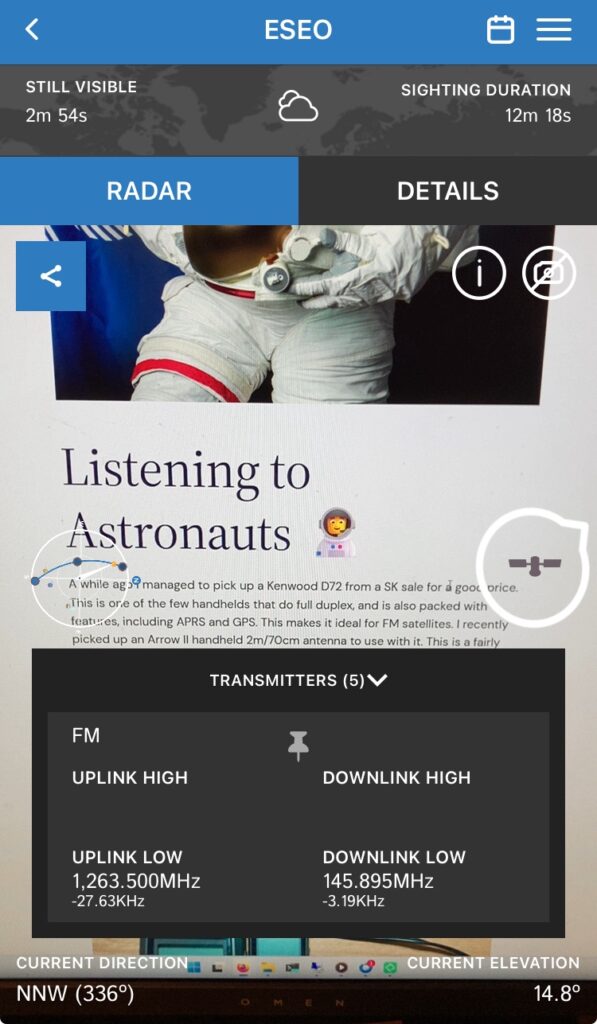 ESEO
STILL VISIBLE
2m 54s
SIGHTING DURATION
12m 18s
RADAR
DETAILS
i
Listening to
Astronauts
A while ago I managed to pick up a Kenwood D72 from a SK sale for a good price.
This is one of the few handhelds that do full duplex, and is also packed with
features, including APRS and GPS. This makes it ideal for FM satellites. I recently
picked up an Arrow II handheld 2m/70cm antenna to use with it. This is a fairly
TRANSMITTERS (5)
FM
UPLINK HIGH
DOWNLINK HIGH
UPLINK LOW
1,263.500MHz
-27.63KHz
DOWNLINK LOW
145.895MHz
-3.19KHz
CURRENT DIRECTION
NNW (336º)
CURRENT ELEVATION
14.8º
OMEN